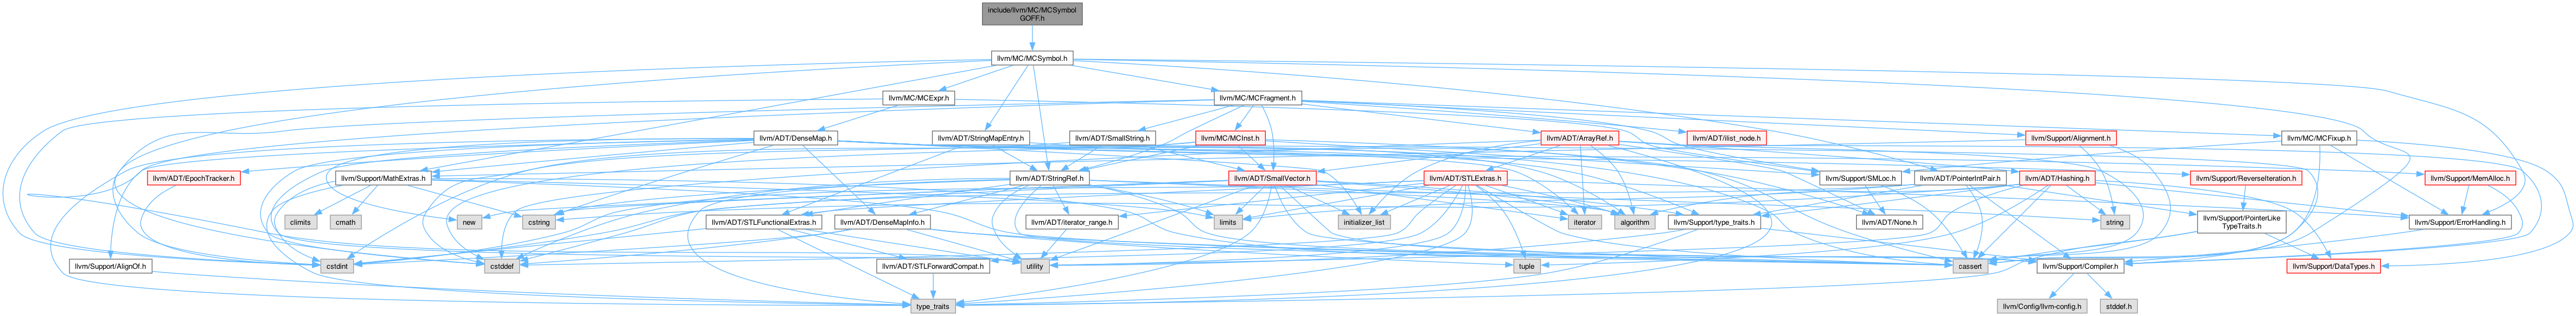 include/llvm/MC/MCSymbol
GOFF.h
llvm/MC/MCSymbol.h
llvm/MC/MCExpr.h
llvm/MC/MCFragment.h
llvm/ADT/DenseMap.h
llvm/ADT/StringMapEntry.h
llvm/ADT/SmallString.h
llvm/MC/MCInst.h
llvm/ADT/ArrayRef.h
llvm/ADT/ilist_node.h
llvm/Support/Alignment.h
llvm/MC/MCFixup.h
llvm/ADT/EpochTracker.h
llvm/Support/MathExtras.h
llvm/ADT/StringRef.h
llvm/ADT/SmallVector.h
llvm/ADT/STLExtras.h
llvm/Support/SMLoc.h
llvm/ADT/PointerIntPair.h
llvm/ADT/Hashing.h
llvm/Support/ReverseIteration.h
llvm/Support/MemAlloc.h
climits
cmath
new
cstring
llvm/ADT/STLFunctionalExtras.h
llvm/ADT/DenseMapInfo.h
llvm/ADT/iterator_range.h
limits
initializer_list
iterator
algorithm
llvm/Support/type_traits.h
llvm/ADT/None.h
string
llvm/Support/PointerLike
TypeTraits.h
llvm/Support/ErrorHandling.h
llvm/Support/AlignOf.h
cstdint
cstddef
llvm/ADT/STLForwardCompat.h
utility
tuple
cassert
llvm/Support/Compiler.h
llvm/Support/DataTypes.h
type_traits
llvm/Config/llvm-config.h
stddef.h